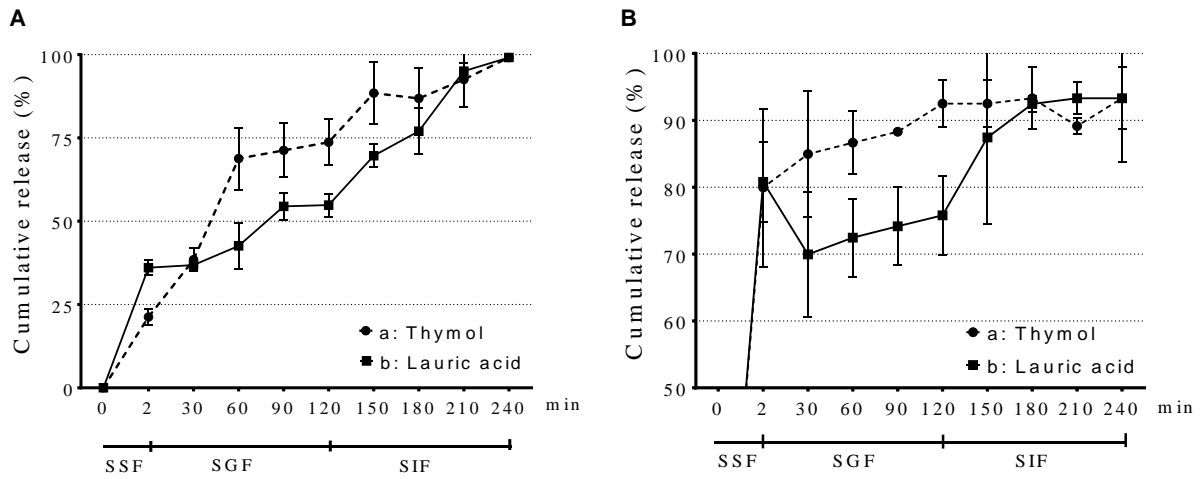 A
Cumulative release (%)
100
75
50
25
0
a: Thymol
b: Lauric acid
0 2 30 60 90 120 150 180 210 240 min
SSF SGF SIF
B
Cumulative release (%)
100
90
80
70
60
50
a: Thymol
b: Lauric acid
0 2 30 60 90 120 150 180 210 240 min
SSF SGF SIF